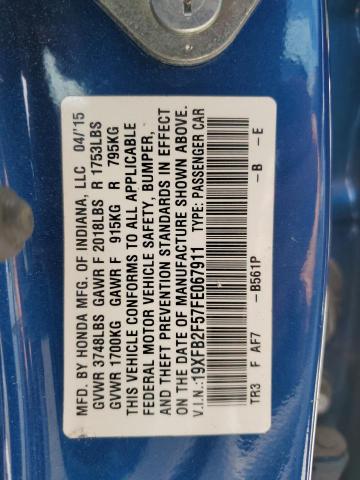 MFD. BY HONDA MFG. OF INDIANA, LLC 04/'15
GVWR 3748LBS GAWR F 2018LBS R 1753LBS
GVWR 1700KG GAWR F 915KG R 795KG
THIS VEHICLE CONFORMS TO ALL APPLICABLE
FEDERAL MOTOR VEHICLE SAFETY, BUMPER,
AND THEFT PREVENTION STANDARDS IN EFFECT
ON THE DATE OF MANUFACTURE SHOWN ABOVE.
V.I.N.: 19XFB2F57FE067911 TYPE: PASSENGER CAR
TR3 F AF7 -B561P -B -E